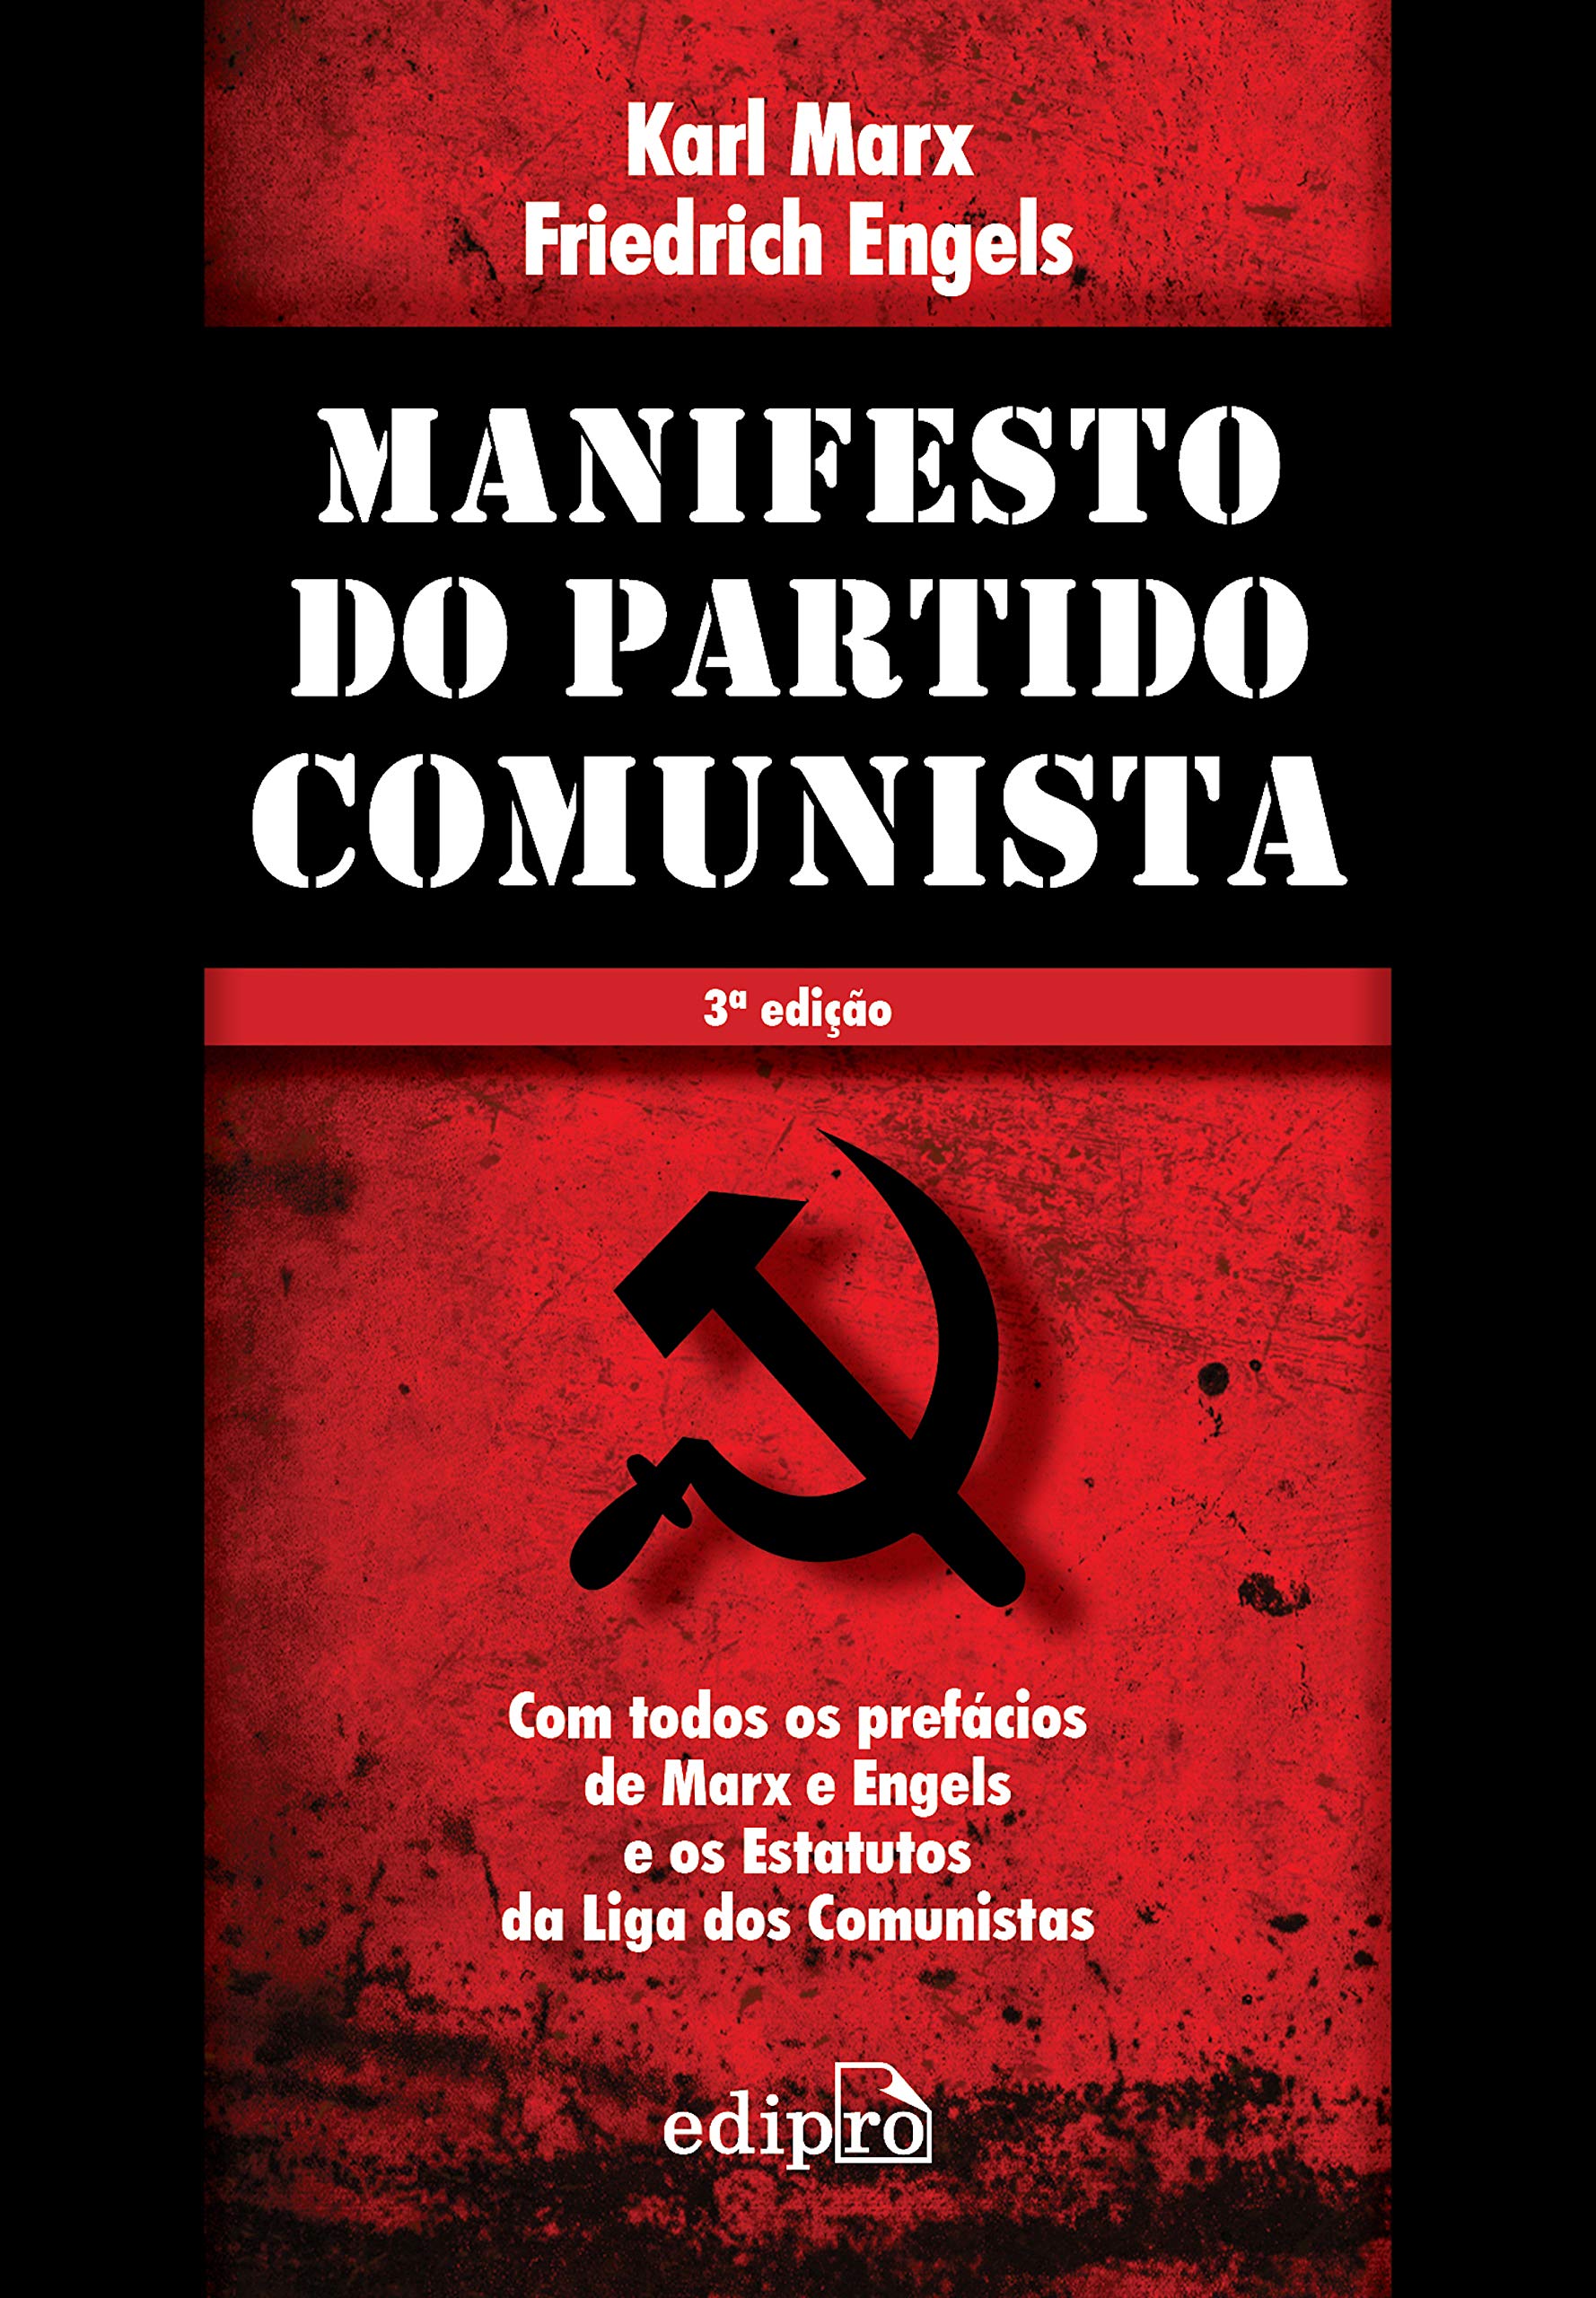 Karl Marx
Friedrich Engels
MANIFESTO
DO PARTIDO
COMUNISTA
3ª edição
Com todos os prefácios
de Marx e Engels
e os Estatutos
da Liga dos Comunistas
edipro